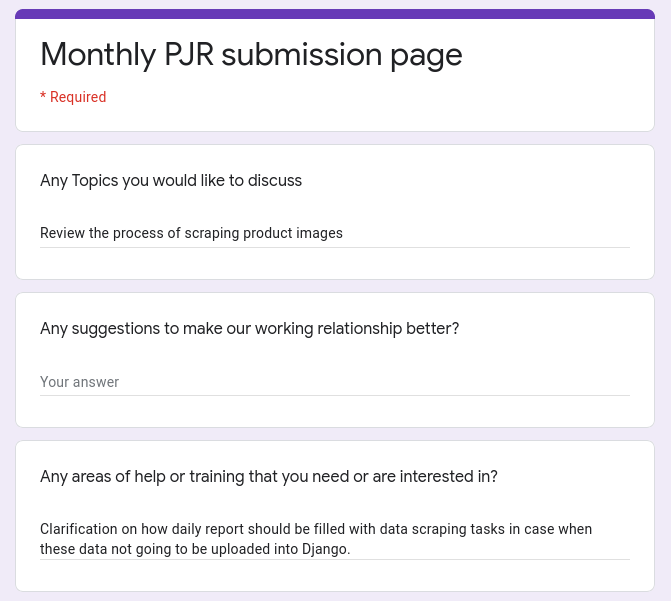 Monthly PJR submission page
* Required
Any Topics you would like to discuss
Review the process of scraping product images
Any suggestions to make our working relationship better?
Your answer
Any areas of help or training that you need or are interested in?
Clarification on how daily report should be filled with data scraping tasks in case when
these data not going to be uploaded into Django.